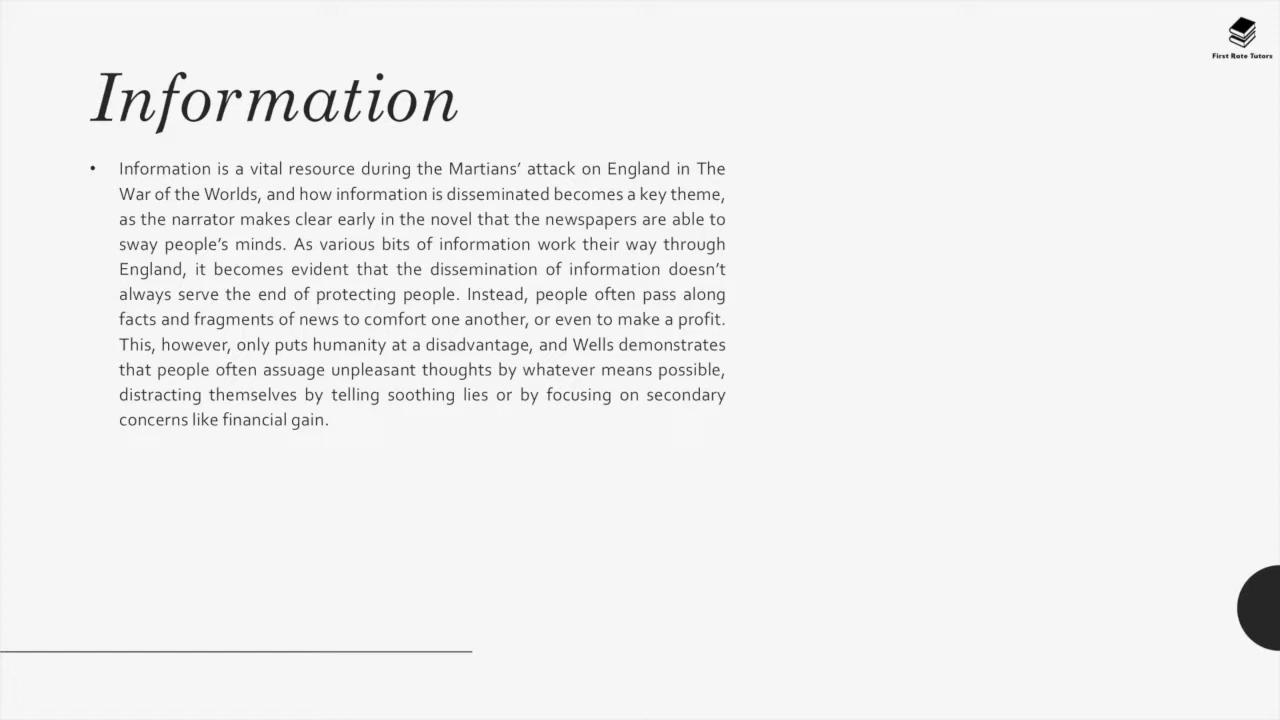 First Rate Tutors
Information
• Information is a vital resource during the Martians’ attack on England in The
War of the Worlds, and how information is disseminated becomes a key theme,
as the narrator makes clear early in the novel that the newspapers are able to
sway people’s minds. As various bits of information work their way through
England, it becomes evident that the dissemination of information doesn’t
always serve the end of protecting people. Instead, people often pass along
facts and fragments of news to comfort one another, or even to make a profit.
This, however, only puts humanity at a disadvantage, and Wells demonstrates
that people often assuage unpleasant thoughts by whatever means possible,
distracting themselves by telling soothing lies or by focusing on secondary
concerns like financial gain.